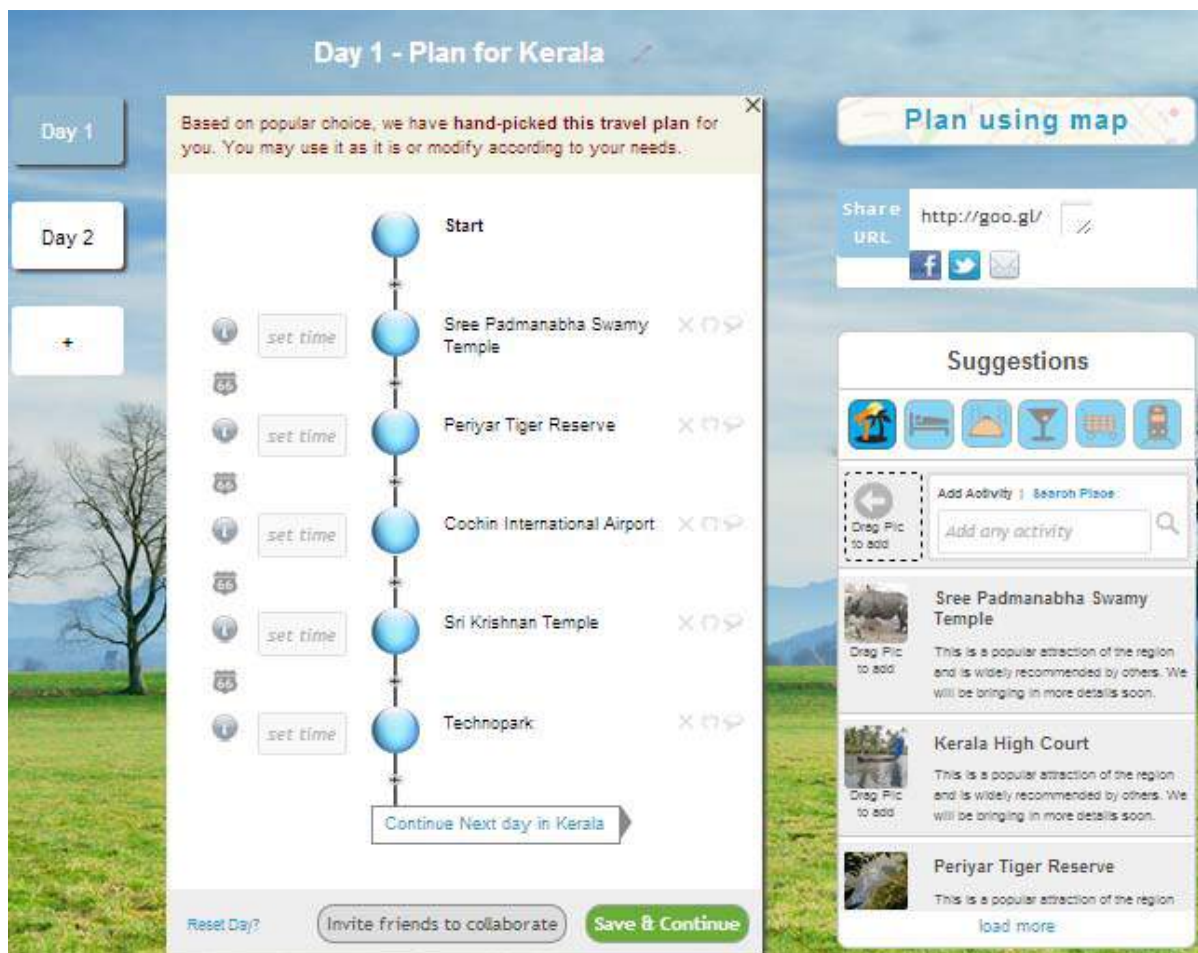 Day 1 - Plan for Kerala
Day 1
Day 2
+
Based on popular choice, we have hand-picked this travel plan for
you. You may use it as it is or modify according to your needs.
Start
set time
Sree Padmanabha Swamy
Temple
66
set time
Periyar Tiger Reserve
66
set time
Cochin International Airport
66
set time
Sri Krishnan Temple
66
set time
Technopark
Continue Next day in Kerala
Reset Day?
Invite friends to collaborate
Save & Continue
Plan using map
Share
URL
http://goo.gl/
f
Suggestions
Drag Pic
to add
Add Activity | Search Place
Add any activity
Drag Pic
to add
Sree Padmanabha Swamy
Temple
This is a popular attraction of the region
and is widely recommended by others. We
will be bringing in more details soon.
Drag Pic
to add
Kerala High Court
This is a popular attraction of the region
and is widely recommended by others. We
will be bringing in more details soon.
Periyar Tiger Reserve
This is a popular attraction of the region
load more